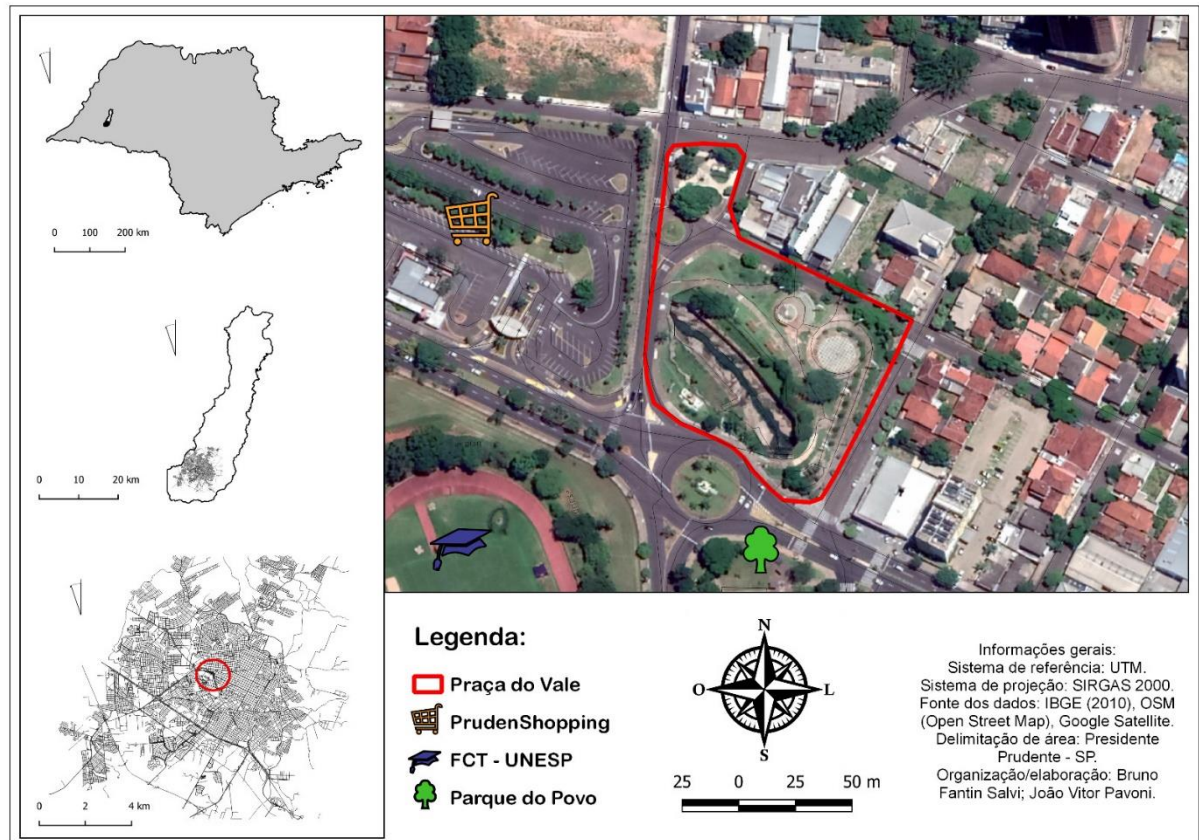 0 100 200 km
0 10 20 km
0 2 4 km
Legenda:
Praça do Vale
PrudenShopping
FCT - UNESP
Parque do Povo
N
O
L
S
25 0 25 50 m
Informações gerais:
Sistema de referência: UTM.
Sistema de projeção: SIRGAS 2000.
Fonte dos dados: IBGE (2010), OSM
(Open Street Map), Google Satellite.
Delimitação de área: Presidente
Prudente - SP.
Organização/elaboração: Bruno
Fantin Salvi; João Vitor Pavoni.